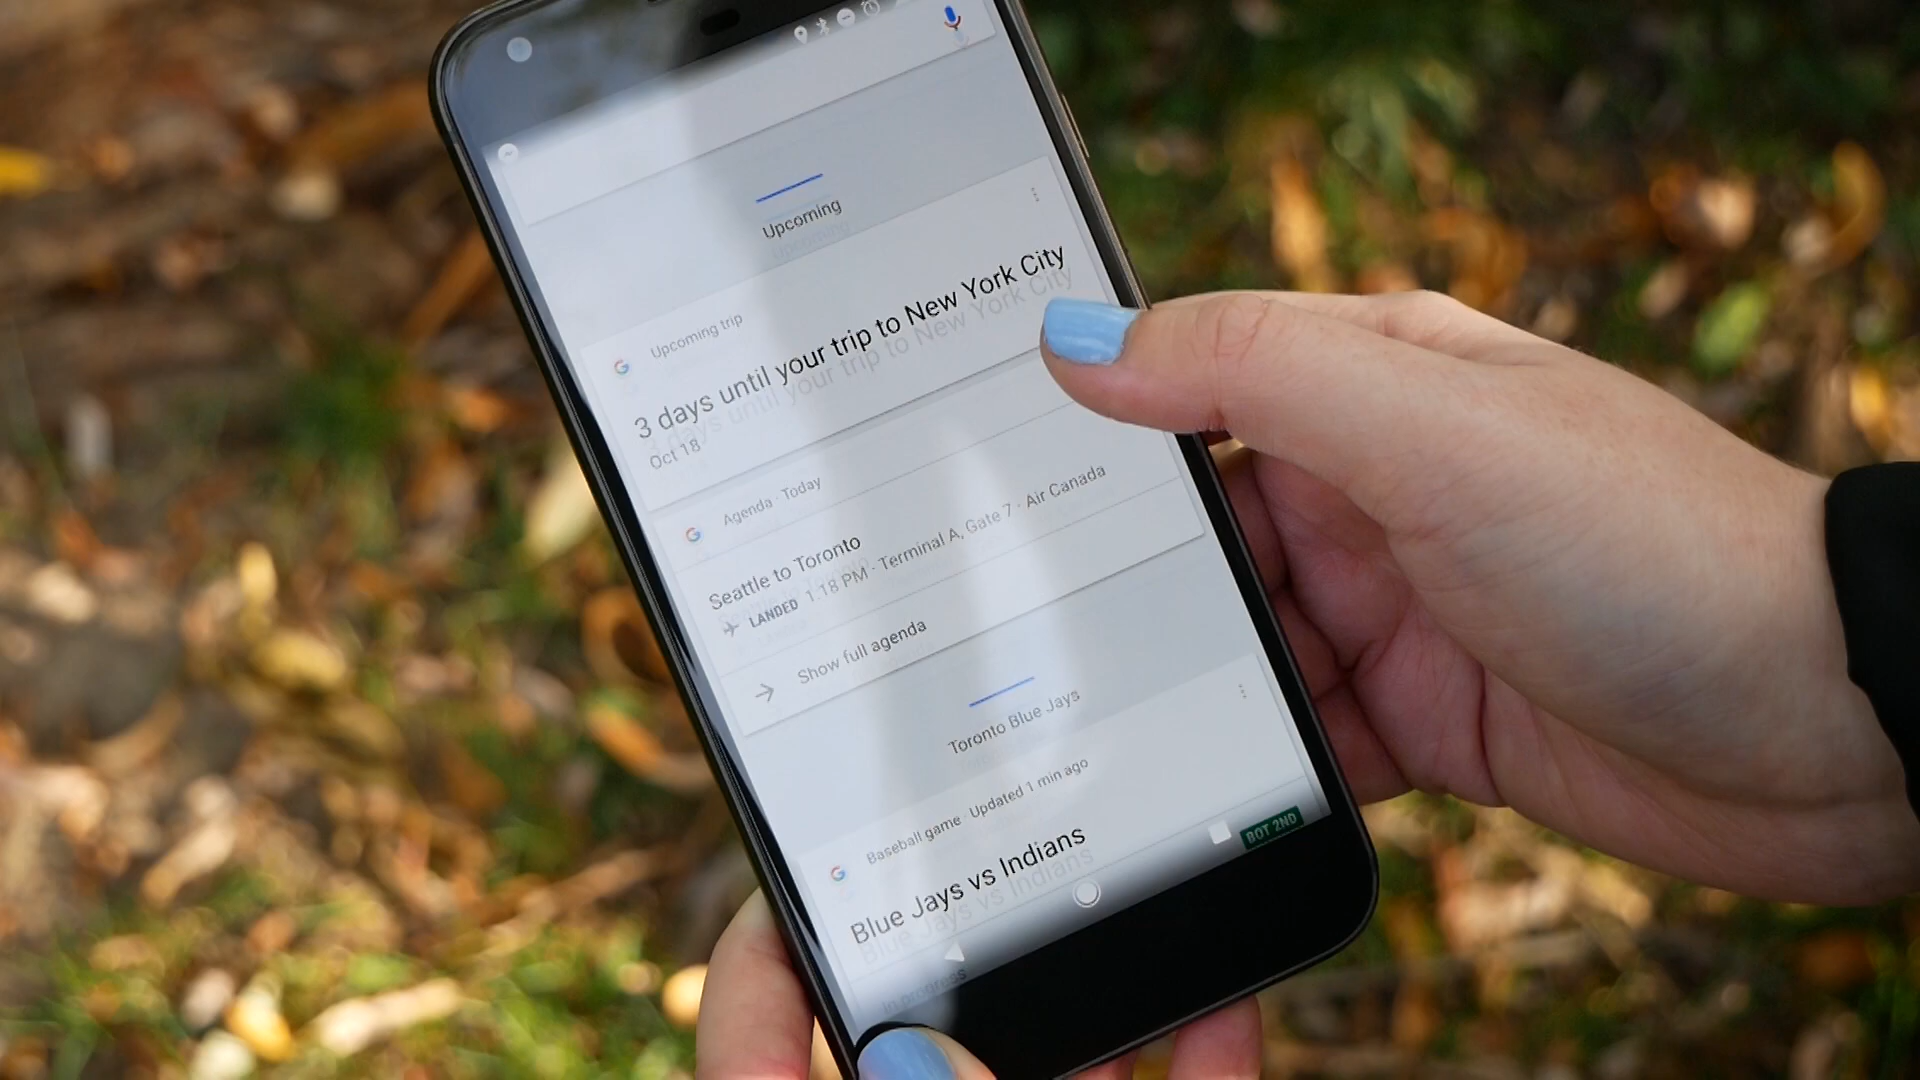 Upcoming
Upcoming trip
3 days until your trip to New York City
Oct 18
Agenda · Today
Seattle to Toronto
LANDED 1:18 PM · Terminal A, Gate 7 · Air Canada
Show full agenda
Toronto Blue Jays
Baseball game · Updated 1 min ago
Blue Jays vs Indians
BOT 2ND
In progress